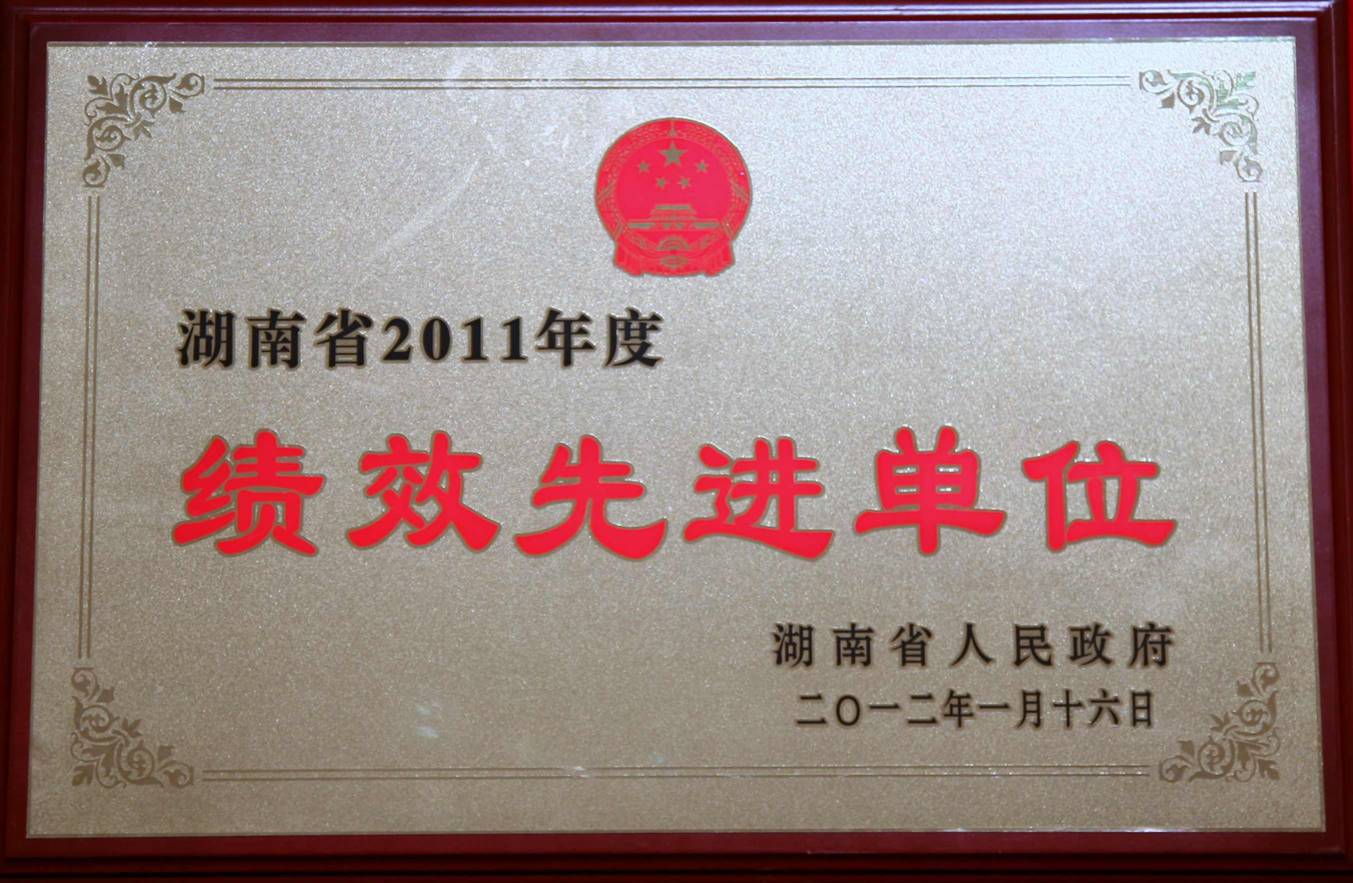 湖南省2011年度
绩效先进单位
湖南省人民政府
二〇一二年一月十六日